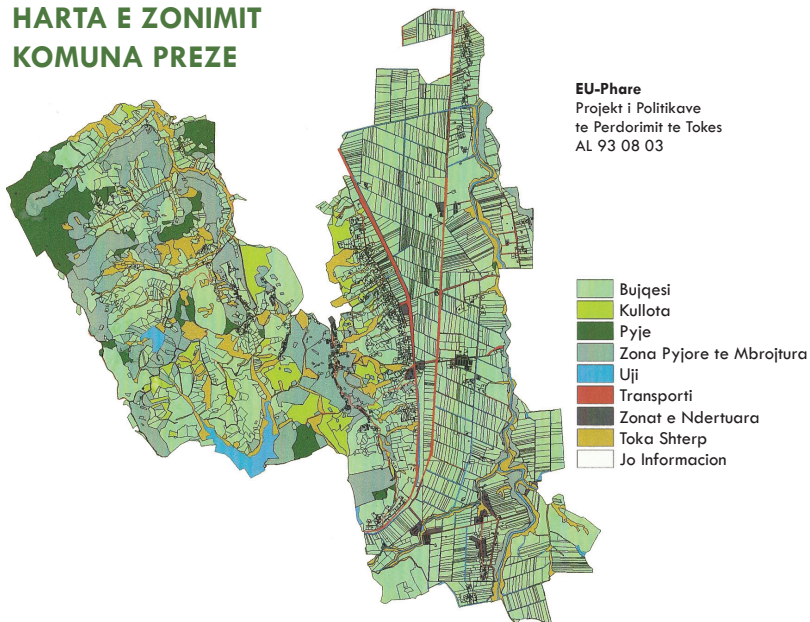 HARTA E ZONIMIT
KOMUNA PREZE
EU-Phare
Projekt i Politikave
te Perdorimit te Tokes
AL 93 08 03
Bujqesi
Kullota
Pyje
Zona Pyjore te Mbrojtura
Uji
Transporti
Zonat e Ndertuara
Toka Shterp
Jo Informacion